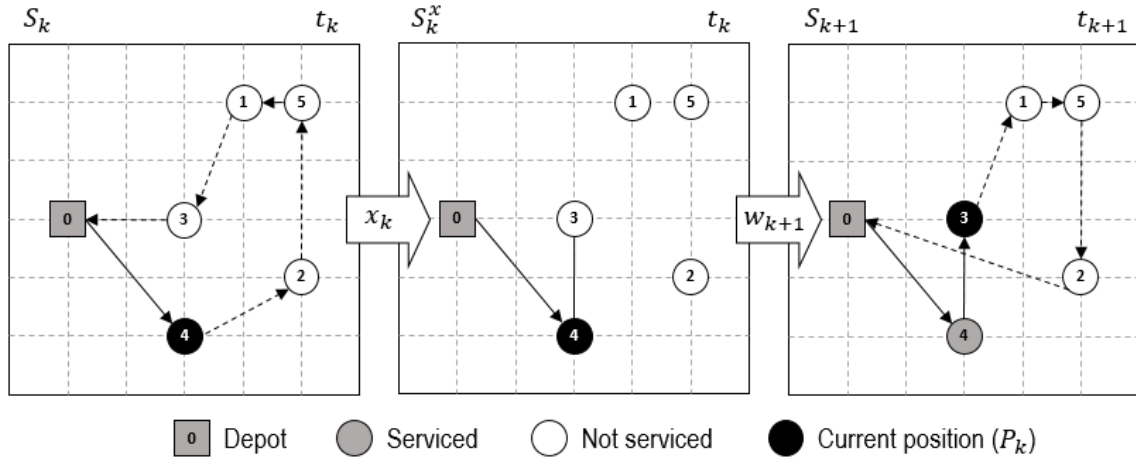 S_k t_k S_k^x t_k S_{k+1} t_{k+1}
1 5 1 5 1 5
0 3 x_k 0 3 w_{k+1} 0 3
2 2 2
4 4 4
0 Depot Serviced Not serviced Current position (P_k)